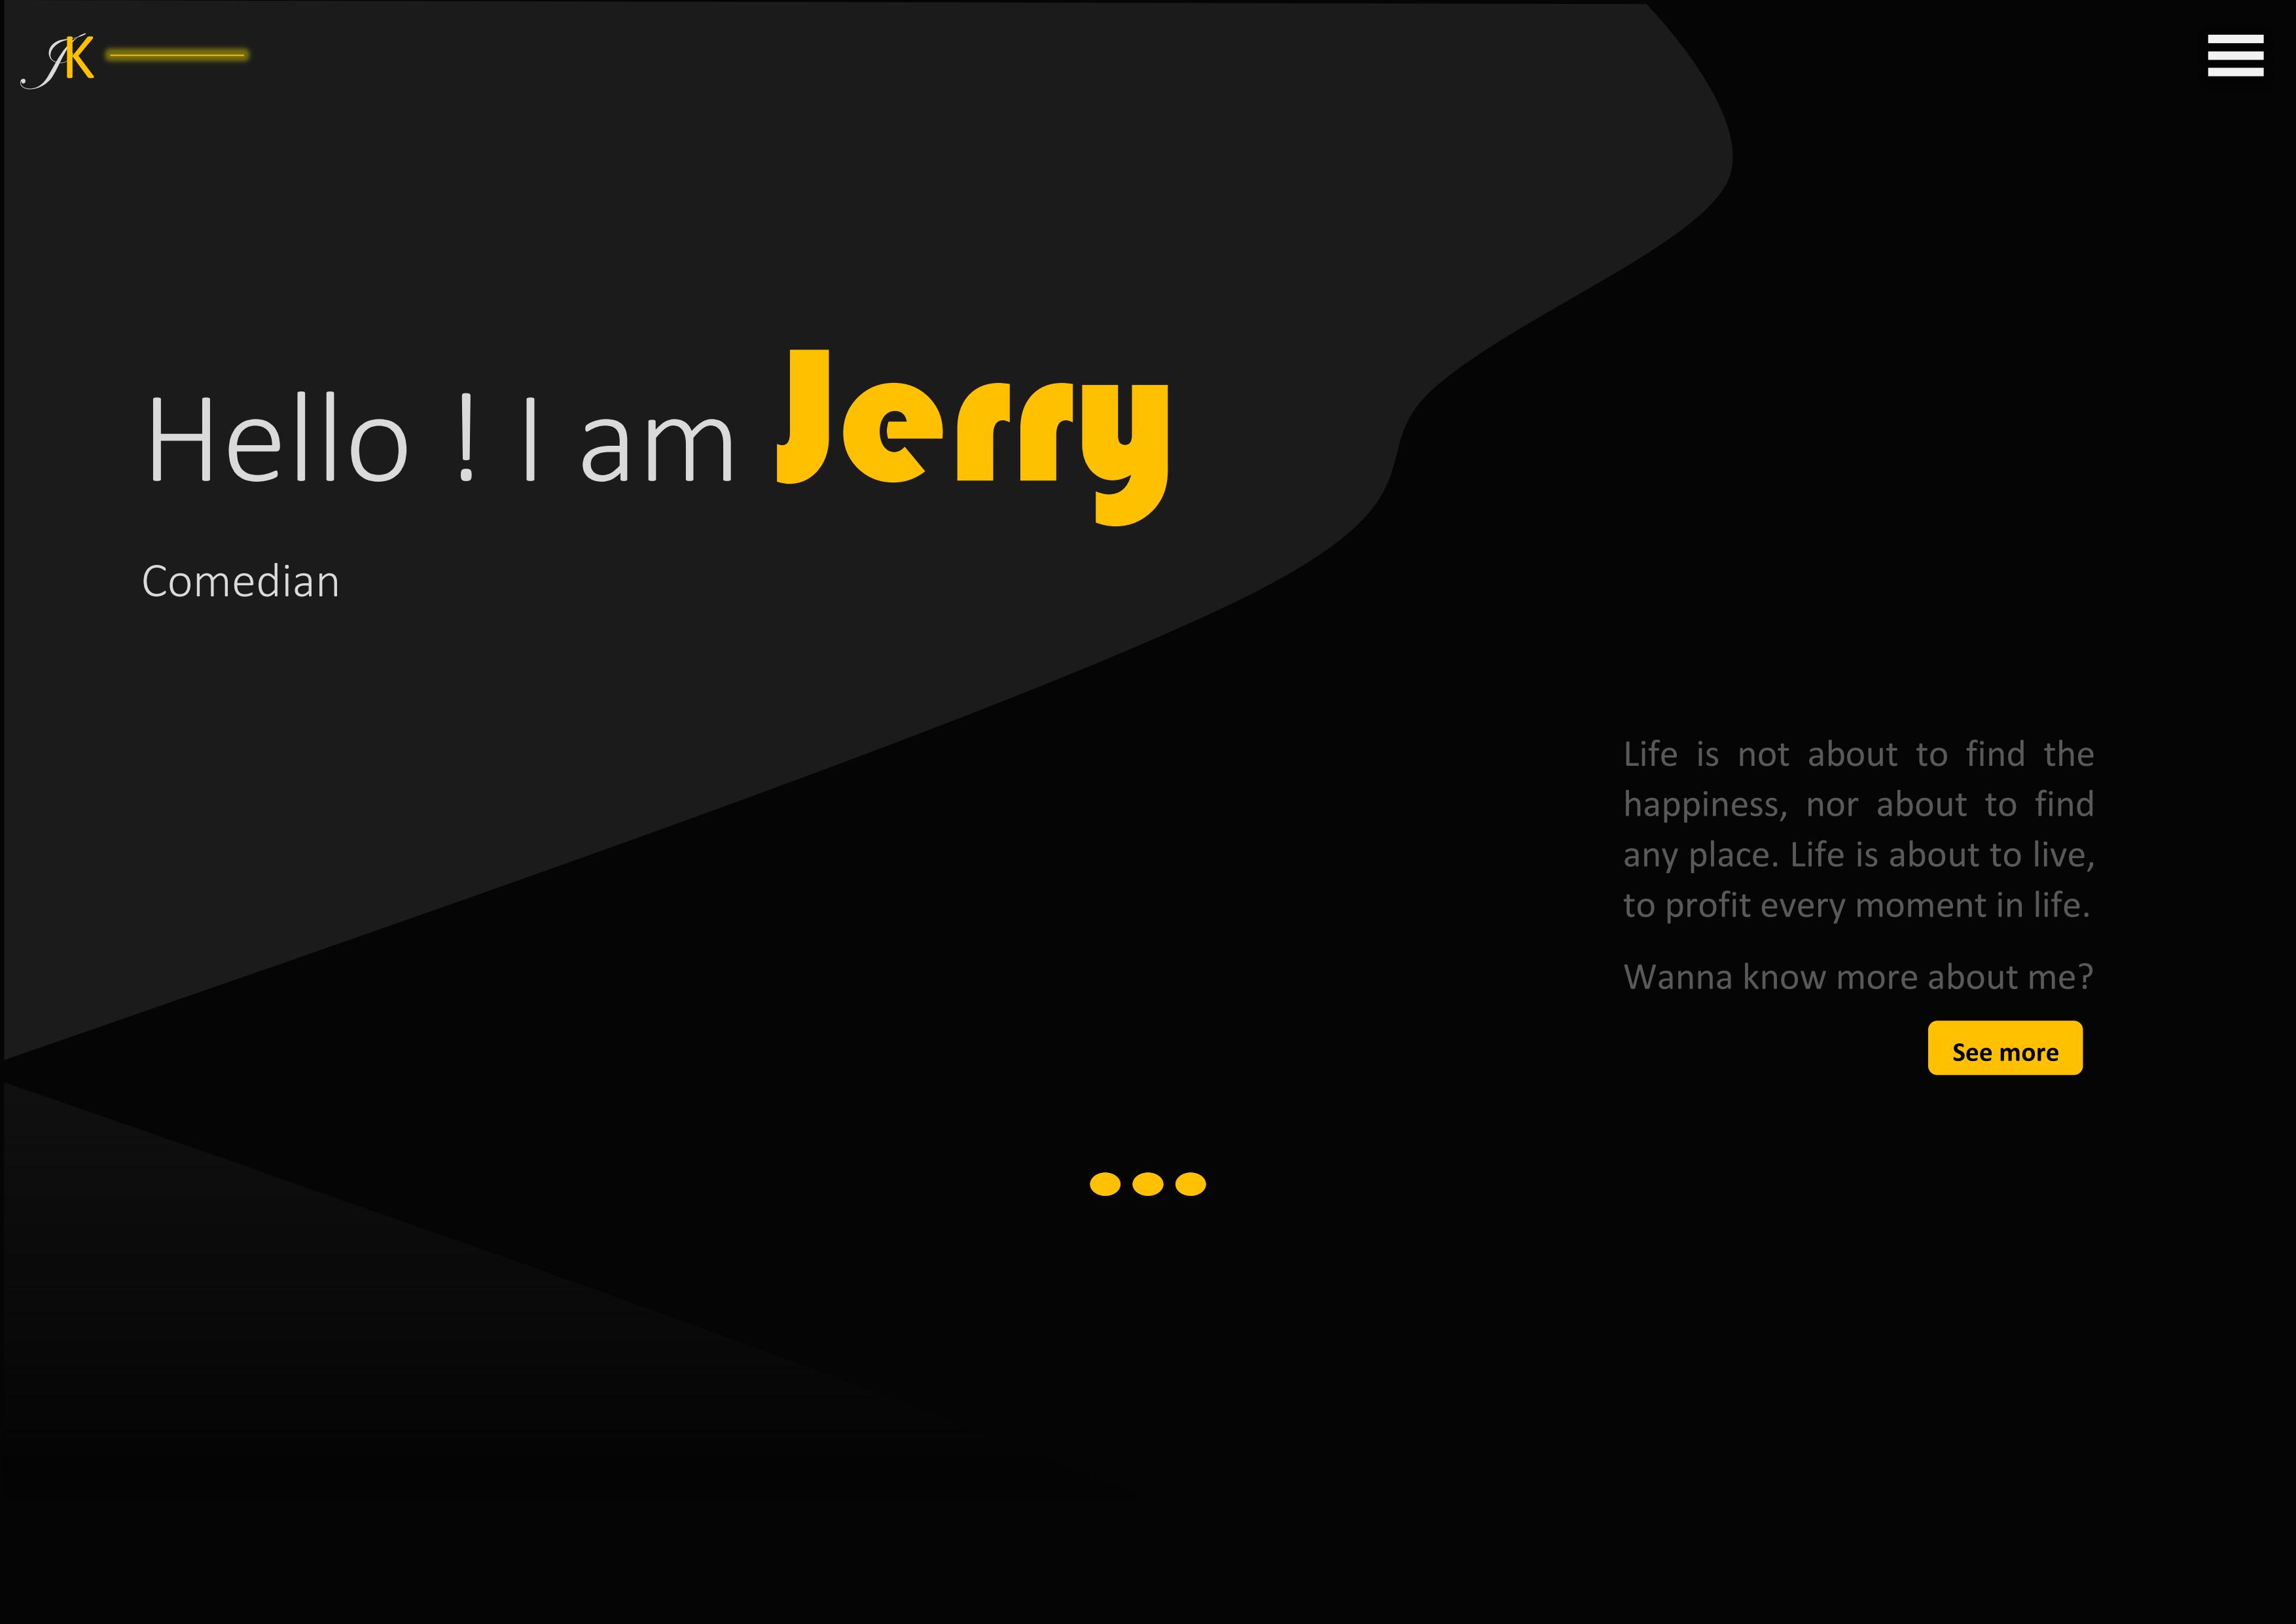 JK
Hello ! I am Jerry
Comedian
Life is not about to find the
happiness, nor about to find
any place. Life is about to live,
to profit every moment in life.
Wanna know more about me?
See more